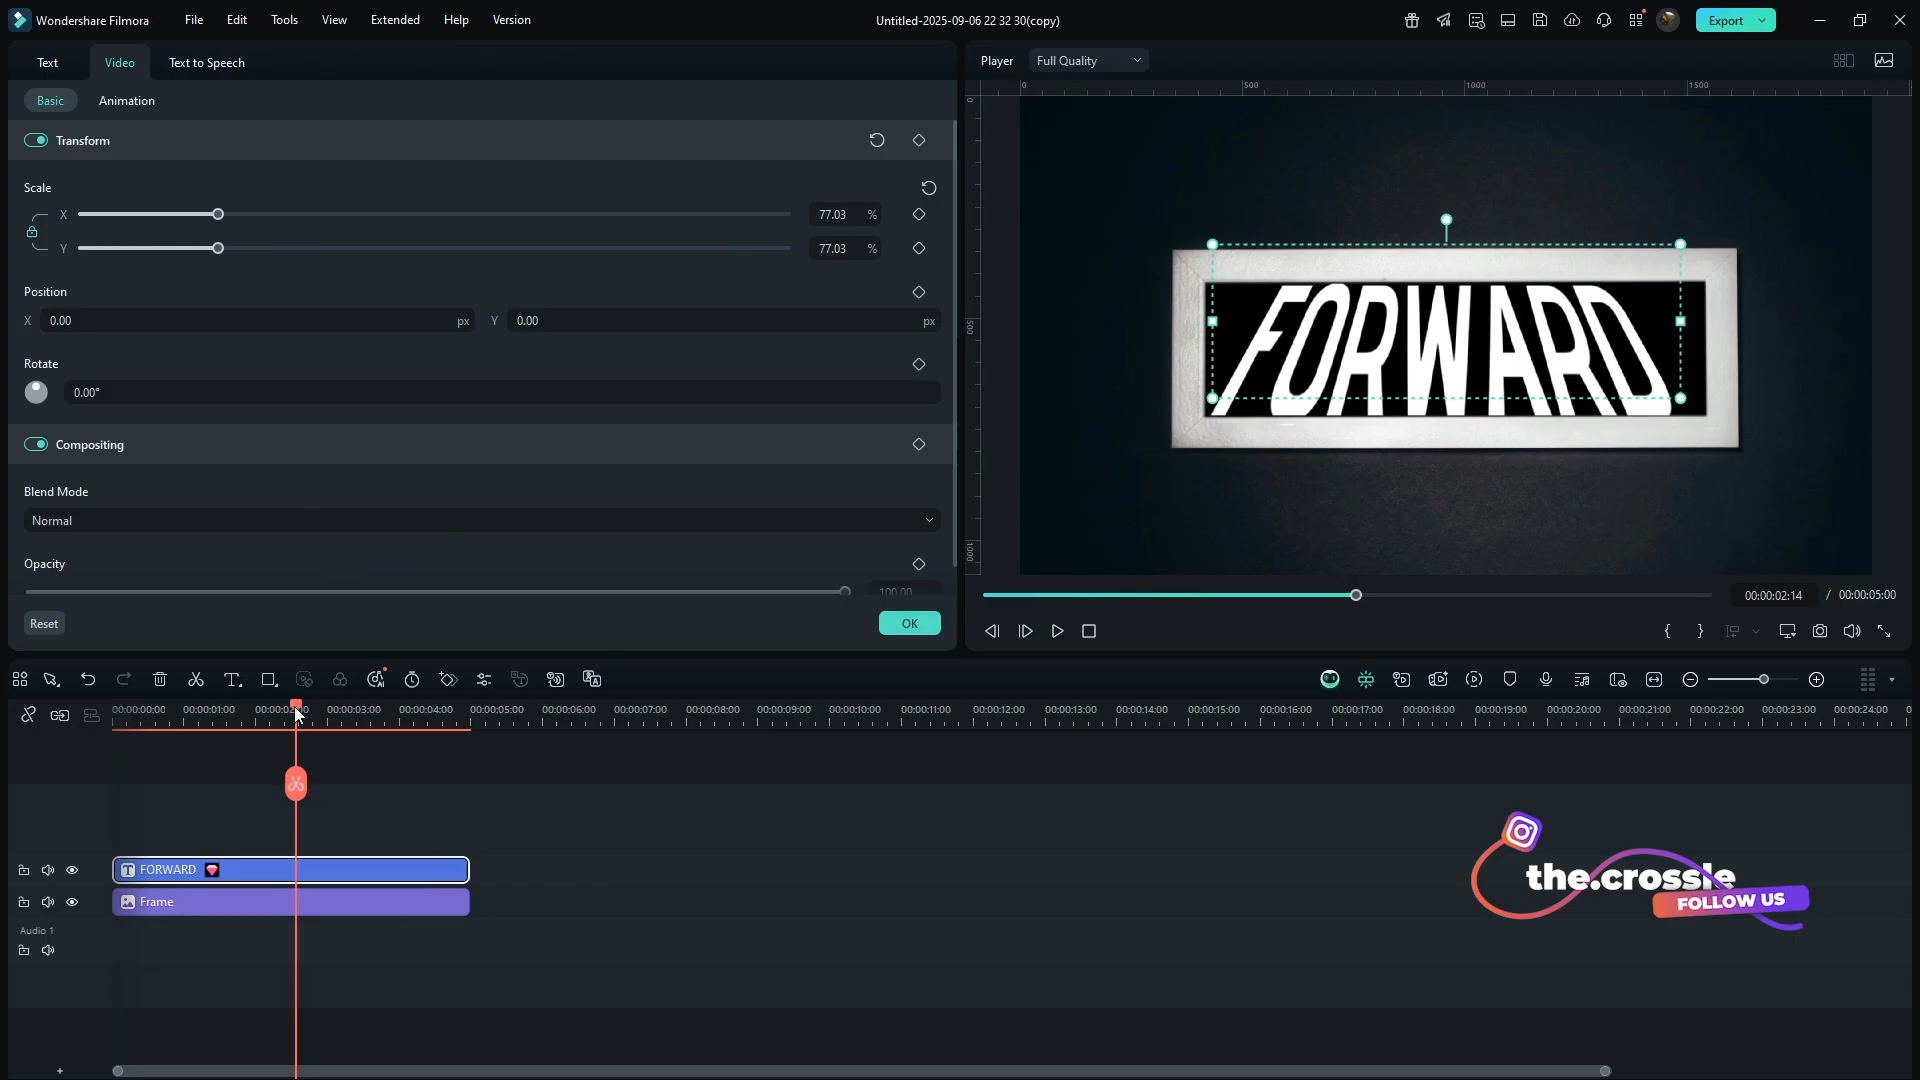 Wondershare Filmora
File
Edit
Tools
View
Extended
Help
Version
Untitled-2025-09-06 22 32 30(copy)
Export
Text
Video
Text to Speech
Player
Full Quality
Basic
Animation
0
500
1000
1500
0
500
1000
Transform
Scale
X
77.03
%
Y
77.03
%
Position
X
0.00
px
Y
0.00
px
Rotate
0.00°
FORWARD
Compositing
Blend Mode
Normal
Opacity
100.00
Reset
OK
00:00:02:14
/
00:00:05:00
00:00:00:00
00:00:01:00
00:00:03:00
00:00:04:00
00:00:05:00
00:00:06:00
00:00:07:00
00:00:08:00
00:00:09:00
00:00:10:00
00:00:11:00
00:00:12:00
00:00:13:00
00:00:14:00
00:00:15:00
00:00:16:00
00:00:17:00
00:00:18:00
00:00:19:00
00:00:20:00
00:00:21:00
00:00:22:00
00:00:23:00
00:00:24:00
FORWARD
Frame
Audio 1
the.crossle
FOLLOW US